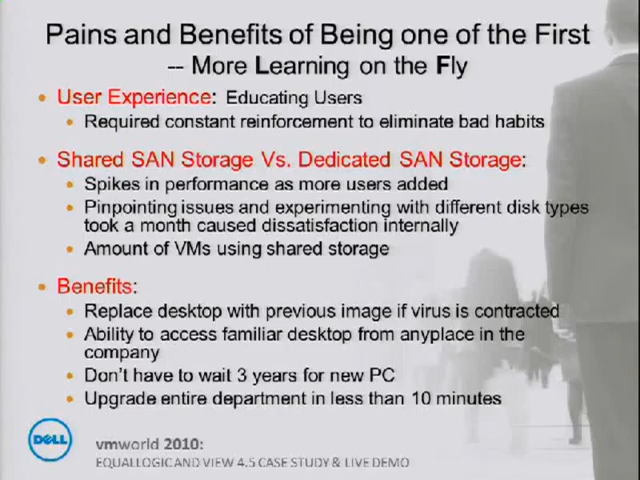 Pains and Benefits of Being one of the First
-- More Learning on the Fly
• User Experience: Educating Users
• Required constant reinforcement to eliminate bad habits
• Shared SAN Storage Vs. Dedicated SAN Storage:
• Spikes in performance as more users added
• Pinpointing issues and experimenting with different disk types
took a month caused dissatisfaction internally
• Amount of VMs using shared storage
• Benefits:
• Replace desktop with previous image if virus is contracted
• Ability to access familiar desktop from anyplace in the
company
• Don't have to wait 3 years for new PC
• Upgrade entire department in less than 10 minutes
DELL
vmworld 2010:
EQUALLOGIC AND VIEW 4.5 CASE STUDY & LIVE DEMO